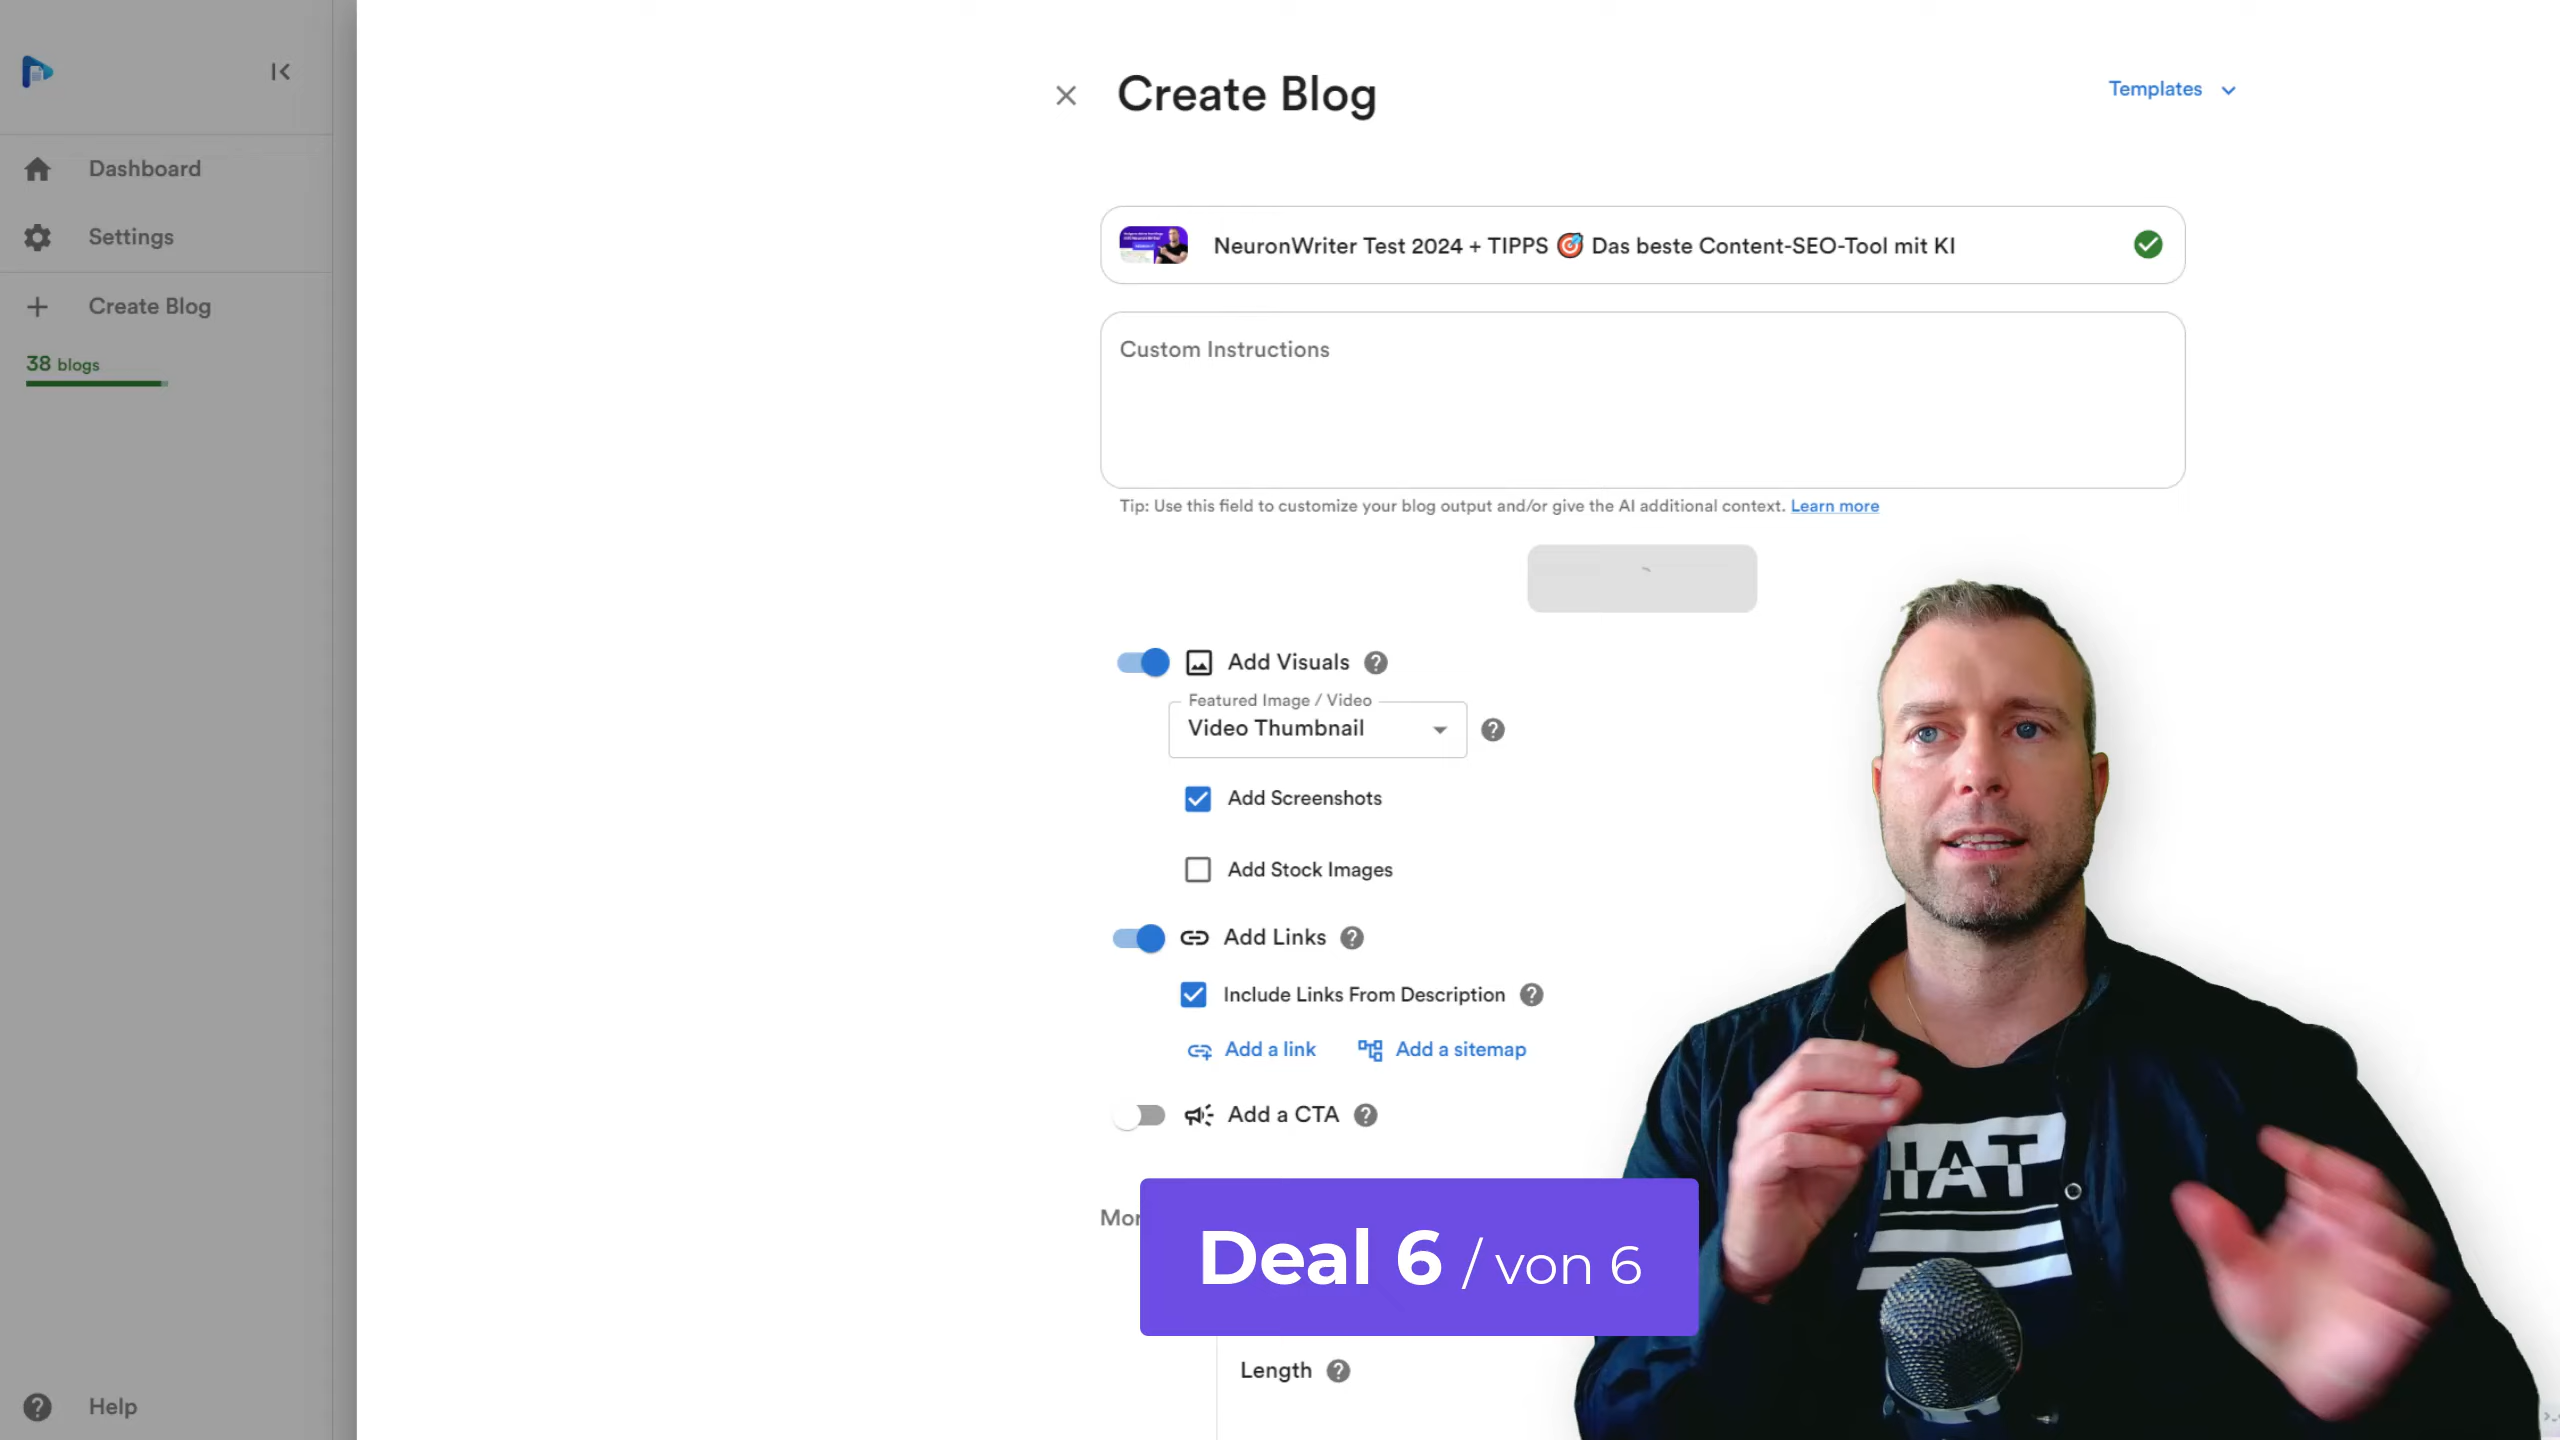 Dashboard
Settings
Create Blog
38 blogs
Help
Create Blog
Templates
NeuronWriter Test 2024 + TIPPS 🎯 Das beste Content-SEO-Tool mit KI
Custom Instructions
Tip: Use this field to customize your blog output and/or give the AI additional context. Learn more
Add Visuals
Featured Image / Video
Video Thumbnail
Add Screenshots
Add Stock Images
Add Links
Include Links From Description
Add a link
Add a sitemap
Add a CTA
Mor
Deal 6 / von 6
Length